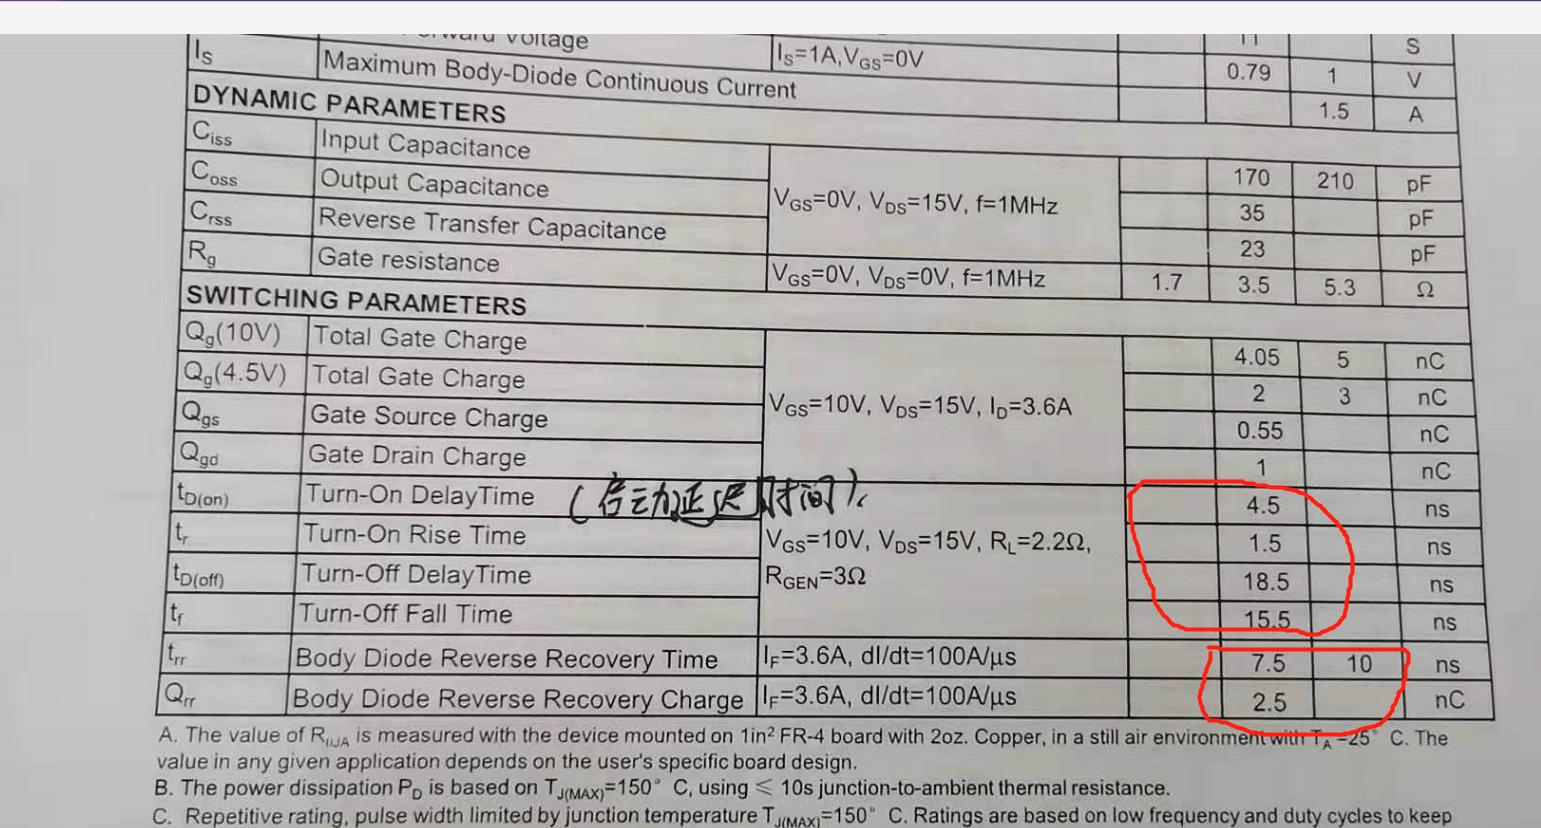 Forward Voltage IS=1A,VGS=0V 0.79 1 V
11 S
IS Maximum Body-Diode Continuous Current 1.5 A
DYNAMIC PARAMETERS
Ciss Input Capacitance VGS=0V, VDS=15V, f=1MHz 170 210 pF
Coss Output Capacitance 35 pF
Crss Reverse Transfer Capacitance 23 pF
Rg Gate resistance VGS=0V, VDS=0V, f=1MHz 1.7 3.5 5.3 Ω
SWITCHING PARAMETERS
Qg(10V) Total Gate Charge VGS=10V, VDS=15V, ID=3.6A 4.05 5 nC
Qg(4.5V) Total Gate Charge 2 3 nC
Qgs Gate Source Charge 0.55 nC
Qgd Gate Drain Charge 1 nC
tD(on) Turn-On DelayTime (启动延迟时间). 4.5 ns
tr Turn-On Rise Time VGS=10V, VDS=15V, RL=2.2Ω, 1.5 ns
tD(off) Turn-Off DelayTime RGEN=3Ω 18.5 ns
tf Turn-Off Fall Time 15.5 ns
trr Body Diode Reverse Recovery Time IF=3.6A, dI/dt=100A/μs 7.5 10 ns
Qrr Body Diode Reverse Recovery Charge IF=3.6A, dI/dt=100A/μs 2.5 nC
A. The value of RθJA is measured with the device mounted on 1in² FR-4 board with 2oz. Copper, in a still air environment with TA =25° C. The
value in any given application depends on the user's specific board design.
B. The power dissipation PD is based on TJ(MAX)=150° C, using ≤ 10s junction-to-ambient thermal resistance.
C. Repetitive rating, pulse width limited by junction temperature TJ(MAX)=150° C. Ratings are based on low frequency and duty cycles to keep